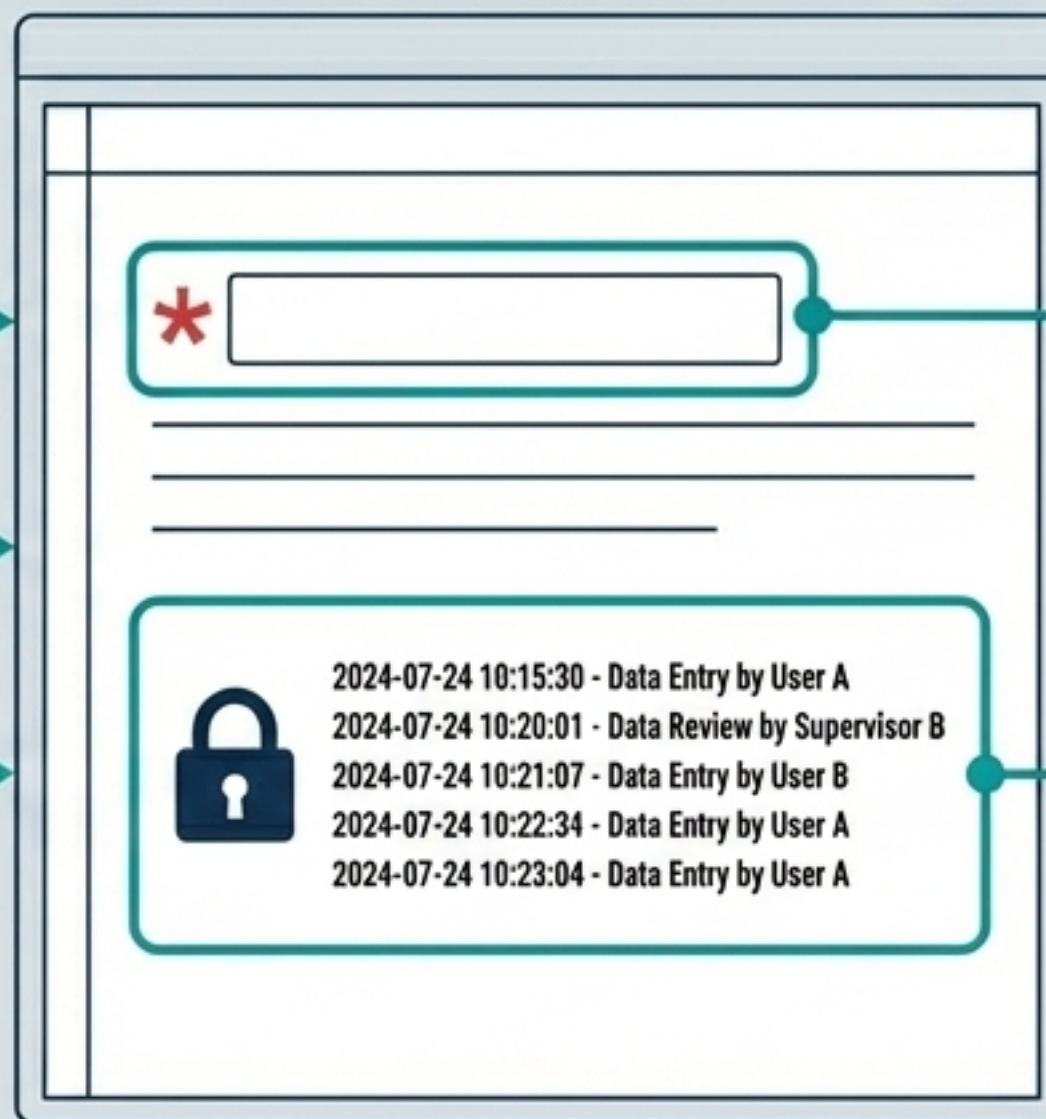 *
2024-07-24 10:15:30 - Data Entry by User A
2024-07-24 10:20:01 - Data Review by Supervisor B
2024-07-24 10:21:07 - Data Entry by User B
2024-07-24 10:22:34 - Data Entry by User A
2024-07-24 10:23:04 - Data Entry by User A